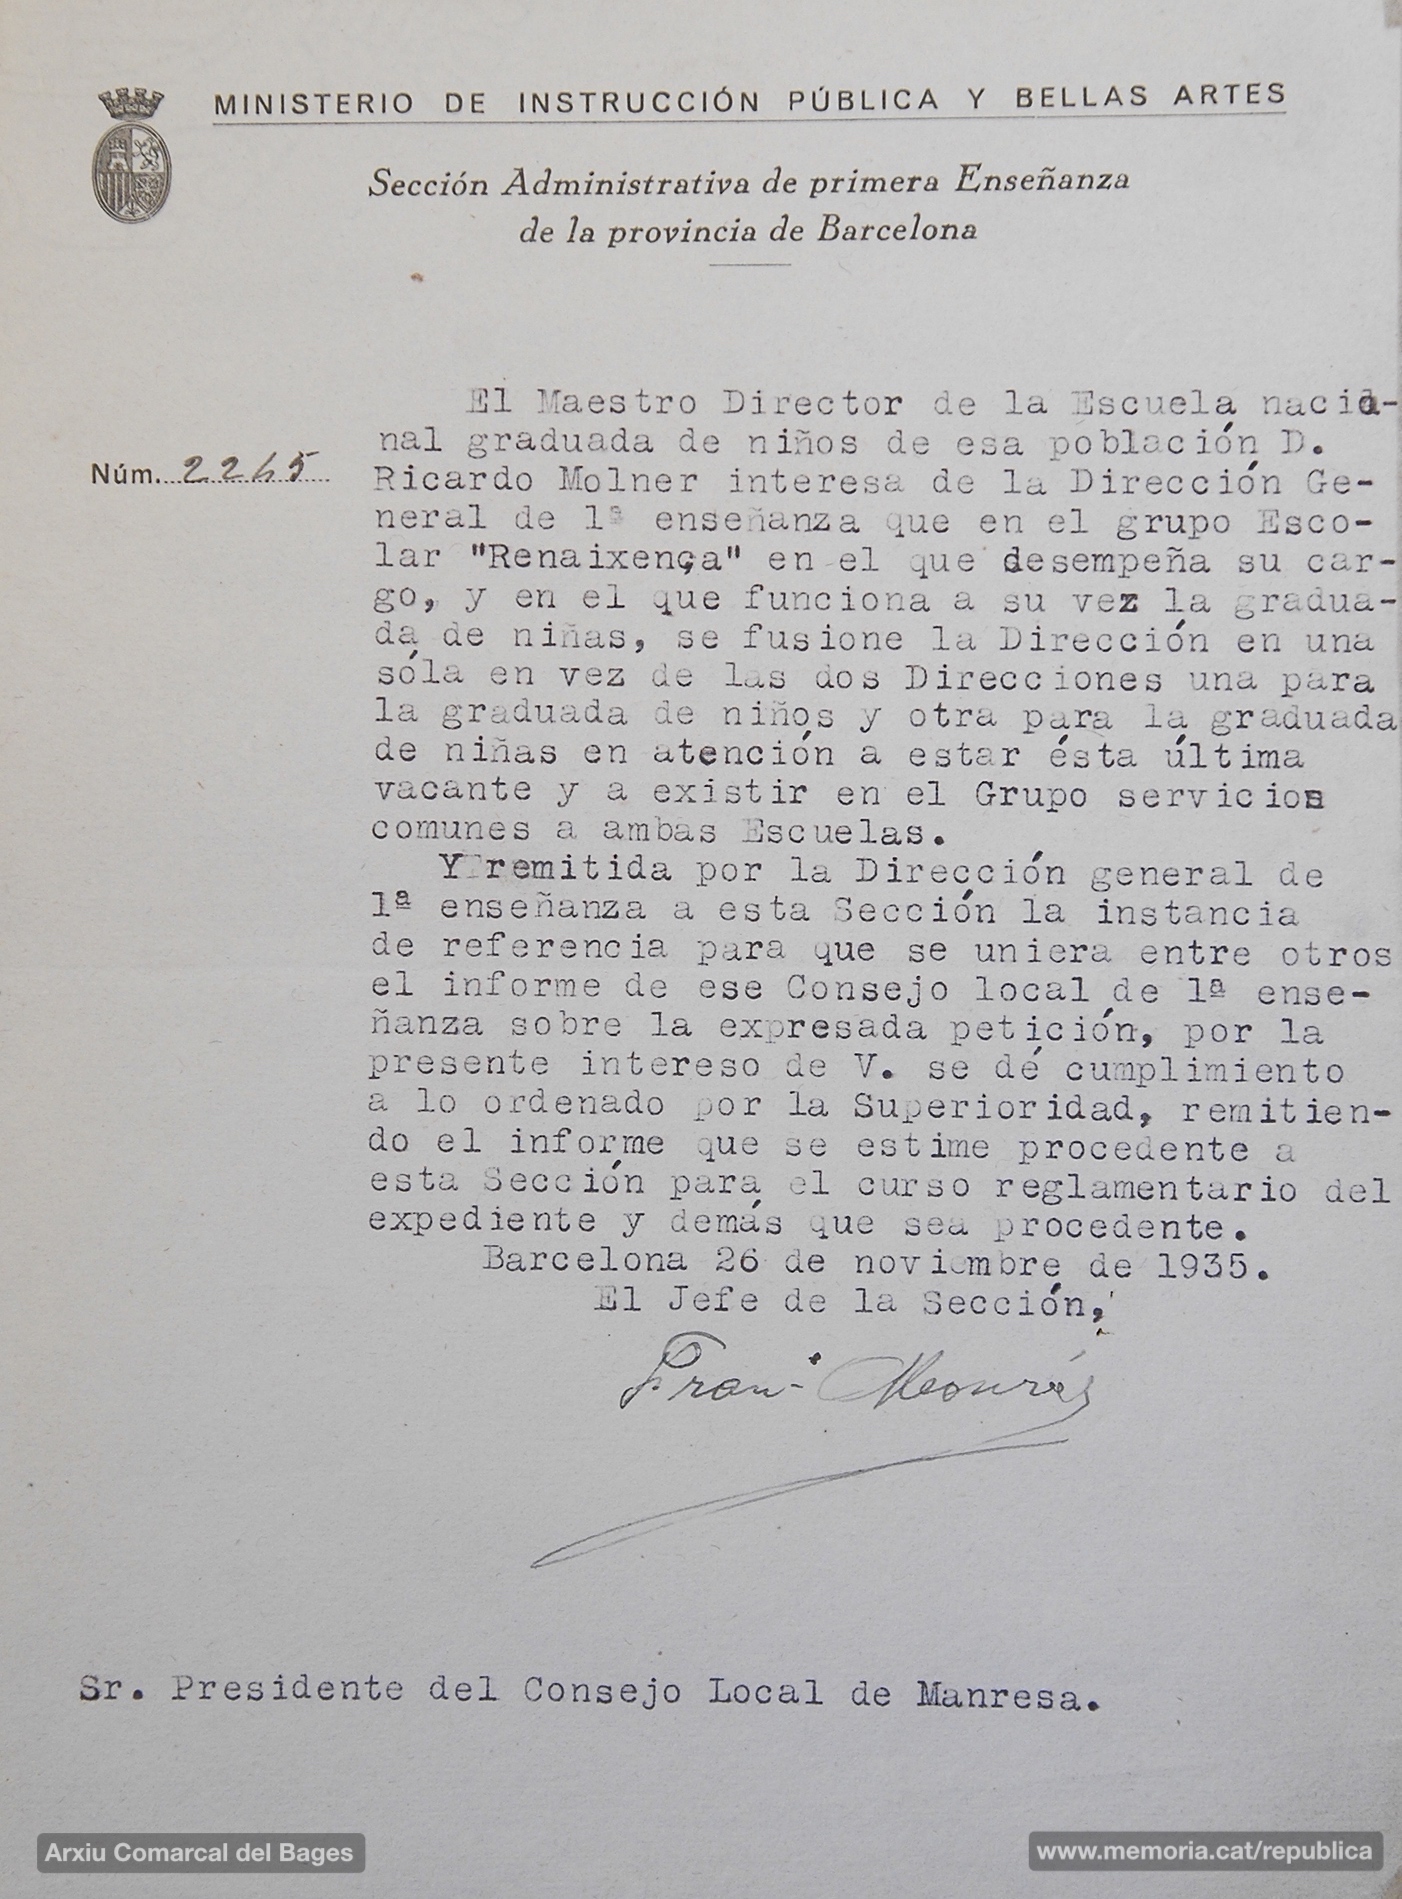 MINISTERIO DE INSTRUCCIÓN PÚBLICA Y BELLAS ARTES
Sección Administrativa de primera Enseñanza
de la provincia de Barcelona
Núm. 2265
El Maestro Director de la Escuela nacio-
nal graduada de niños de esa población D.
Ricardo Molner interesa de la Dirección Ge-
neral de 1ª enseñanza que en el grupo Esco-
lar "Renaixença" en el que desempeña su car-
go, y en el que funciona a su vez la gradua-
da de niñas, se fusione la Dirección en una
sóla en vez de las dos Direcciones una para
la graduada de niños y otra para la graduada
de niñas en atención a estar ésta última
vacante y a existir en el Grupo servicios
comunes a ambas Escuelas.
Y remitida por la Dirección general de
1ª enseñanza a esta Sección la instancia
de referencia para que se uniera entre otros
el informe de ese Consejo local de 1ª ense-
ñanza sobre la expresada petición, por la
presente intereso de V. se dé cumplimiento
a lo ordenado por la Superioridad, remitien-
do el informe que se estime procedente a
esta Sección para el curso reglamentario del
expediente y demás que sea procedente.
Barcelona 26 de noviembre de 1935.
El Jefe de la Sección,
Sr. Presidente del Consejo Local de Manresa.
Arxiu Comarcal del Bages
www.memoria.cat/republica